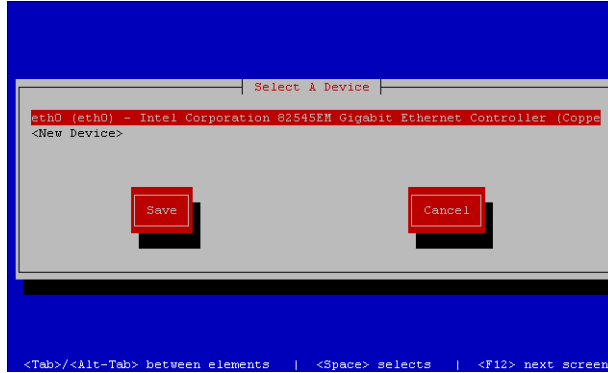 Select A Device
eth0 (eth0) - Intel Corporation 82545EM Gigabit Ethernet Controller (Coppe
<New Device>
Save Cancel
<Tab>/<Alt-Tab> between elements | <Space> selects | <F12> next screen